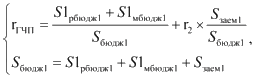 r_ГЧП = (S1_рбюдж1 + S1_мбюдж1) / S_бюдж1 + r_2 × S_заем1 / S_бюдж1 ,
S_бюдж1 = S1_рбюдж1 + S1_мбюдж1 + S_заем1